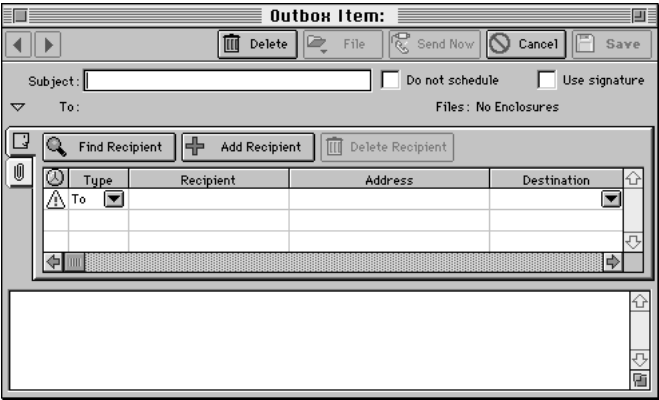 Outbox Item:
Delete File Send Now Cancel Save
Subject: Do not schedule Use signature
To: Files: No Enclosures
Find Recipient Add Recipient Delete Recipient
Type Recipient Address Destination
To